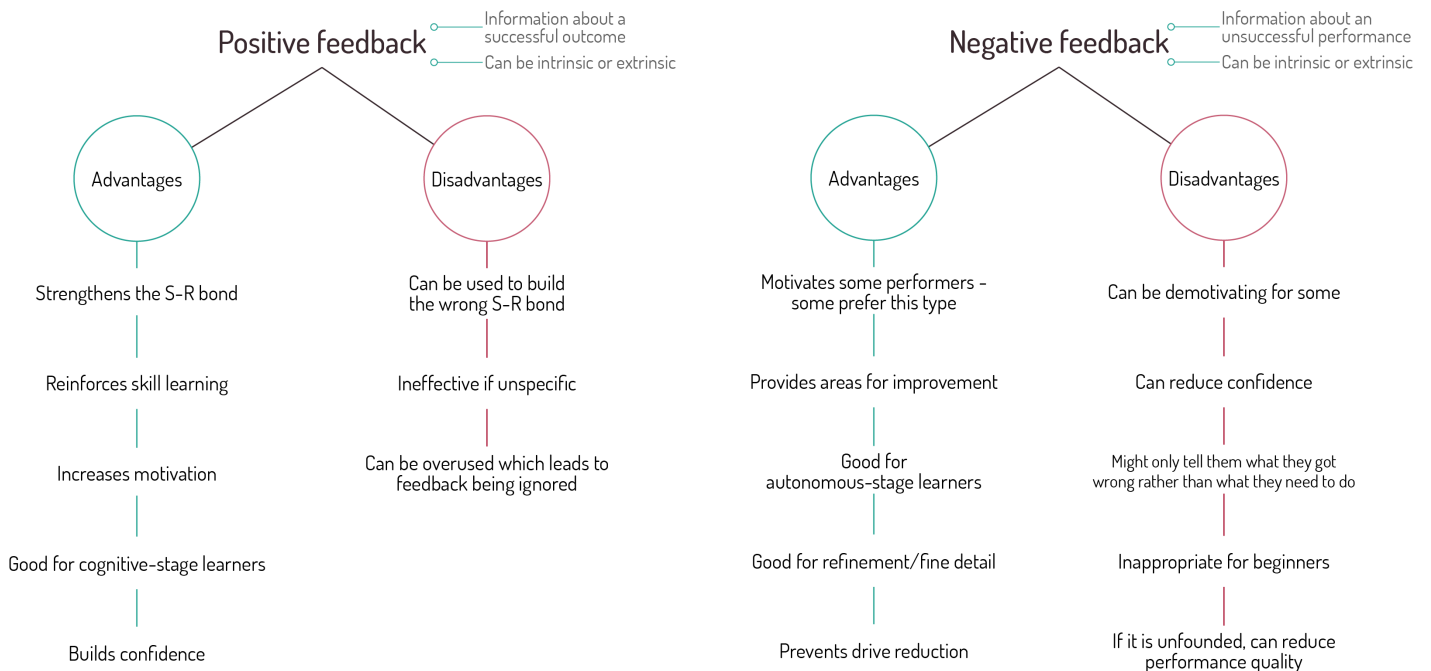 Positive feedback
Information about a
successful outcome
Can be intrinsic or extrinsic
Advantages
Strengthens the S-R bond
Reinforces skill learning
Increases motivation
Good for cognitive-stage learners
Builds confidence
Disadvantages
Can be used to build
the wrong S-R bond
Ineffective if unspecific
Can be overused which leads to
feedback being ignored
Negative feedback
Information about an
unsuccessful performance
Can be intrinsic or extrinsic
Advantages
Motivates some performers -
some prefer this type
Provides areas for improvement
Good for
autonomous-stage learners
Good for refinement/fine detail
Prevents drive reduction
Disadvantages
Can be demotivating for some
Can reduce confidence
Might only tell them what they got
wrong rather than what they need to do
Inappropriate for beginners
If it is unfounded, can reduce
performance quality